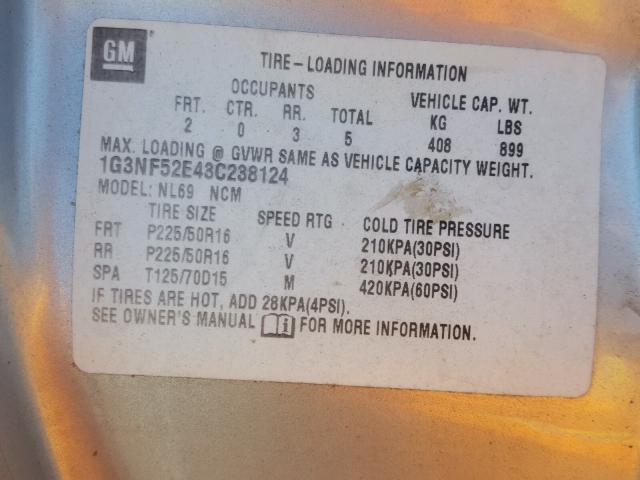 GM
TIRE-LOADING INFORMATION
OCCUPANTS VEHICLE CAP. WT.
FRT. CTR. RR. TOTAL KG LBS
2 0 3 5 408 899
MAX. LOADING @ GVWR SAME AS VEHICLE CAPACITY WEIGHT.
1G3NF52E43C238124
MODEL: NL69 NCM
TIRE SIZE SPEED RTG COLD TIRE PRESSURE
FRT P225/50R16 V 210KPA(30PSI)
RR P225/50R16 V 210KPA(30PSI)
SPA T125/70D15 M 420KPA(60PSI)
IF TIRES ARE HOT, ADD 28KPA(4PSI).
SEE OWNER'S MANUAL FOR MORE INFORMATION.